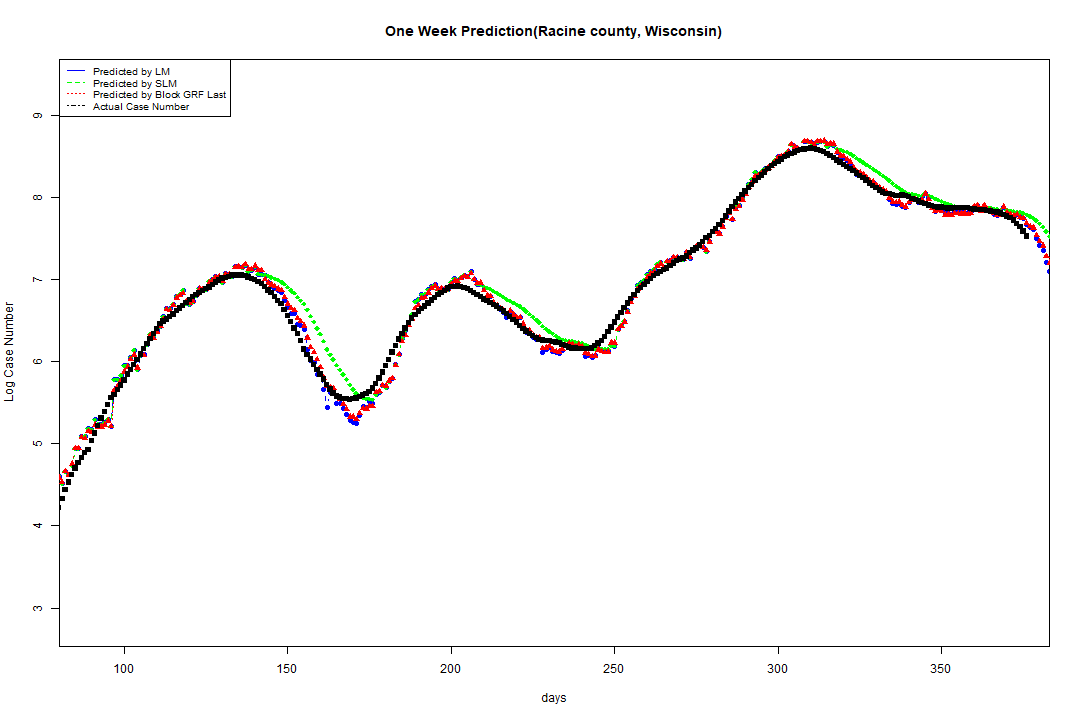 One Week Prediction(Racine county, Wisconsin)
Predicted by LM
Predicted by SLM
Predicted by Block GRF Last
Actual Case Number
9
8
7
6
5
4
3
Log Case Number
100 150 200 250 300 350
days